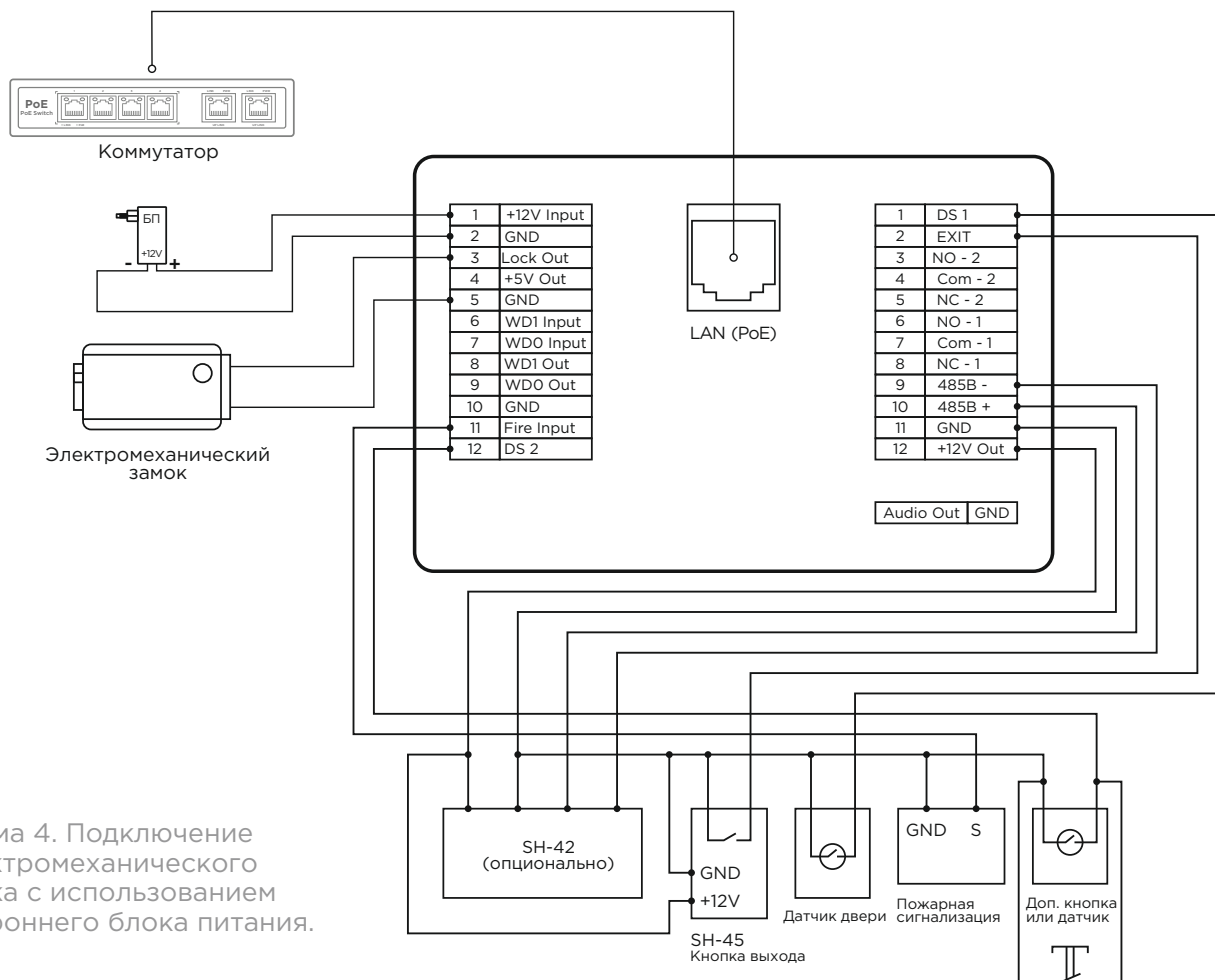 PoE
PoE Switch
Коммутатор
БП
+12V
- +
Электромеханический
замок
1 +12V Input
2 GND
3 Lock Out
4 +5V Out
5 GND
6 WD1 Input
7 WD0 Input
8 WD1 Out
9 WD0 Out
10 GND
11 Fire Input
12 DS 2
LAN (PoE)
1 DS 1
2 EXIT
3 NO - 2
4 Com - 2
5 NC - 2
6 NO - 1
7 Com - 1
8 NC - 1
9 485B -
10 485B +
11 GND
12 +12V Out
Audio Out GND
SH-42
(опционально)
GND
+12V
SH-45
Кнопка выхода
Датчик двери
GND S
Пожарная
сигнализация
Доп. кнопка
или датчик
ма 4. Подключение
ктромеханического
ка с использованием
роннего блока питания.